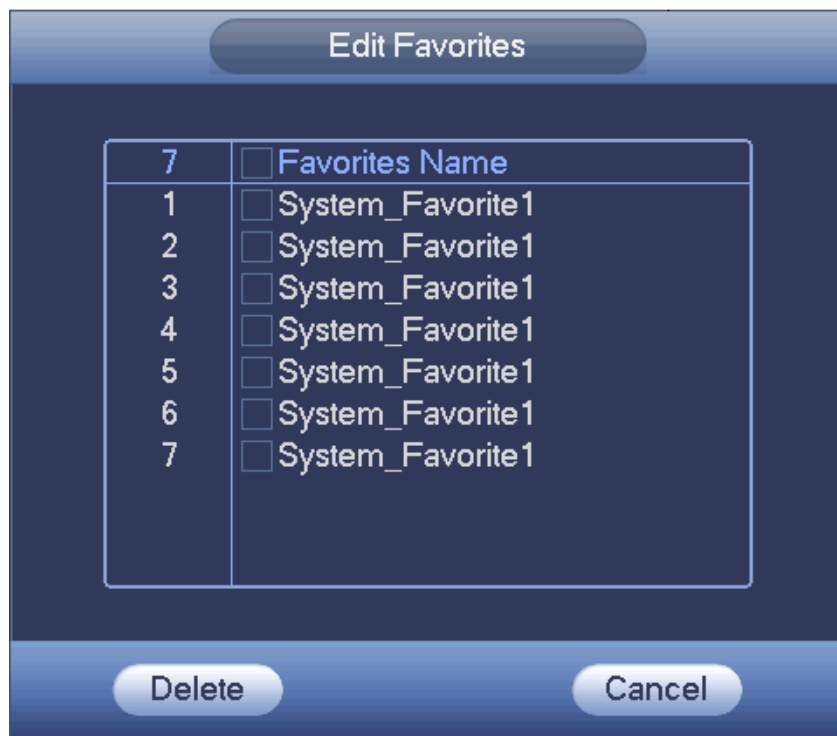 Edit Favorites
7 Favorites Name
1 System_Favorite1
2 System_Favorite1
3 System_Favorite1
4 System_Favorite1
5 System_Favorite1
6 System_Favorite1
7 System_Favorite1
Delete Cancel